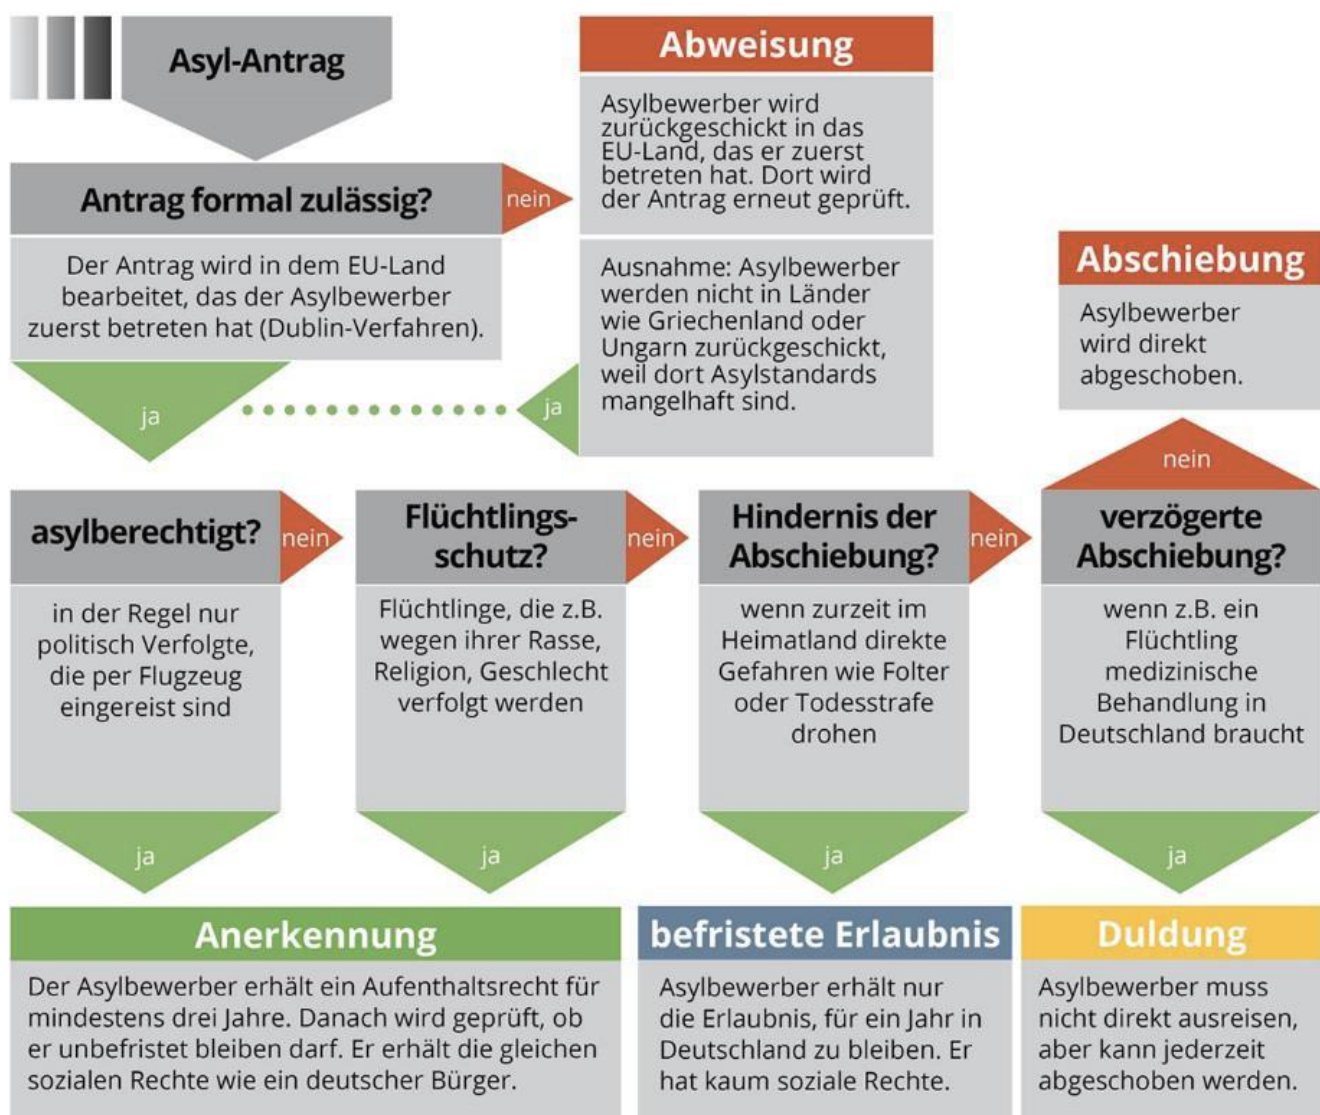 Asyl-Antrag
Antrag formal zulässig?
nein
Der Antrag wird in dem EU-Land
bearbeitet, das der Asylbewerber
zuerst betreten hat (Dublin-Verfahren).
ja
Abweisung
Asylbewerber wird
zurückgeschickt in das
EU-Land, das er zuerst
betreten hat. Dort wird
der Antrag erneut geprüft.
Ausnahme: Asylbewerber
werden nicht in Länder
wie Griechenland oder
Ungarn zurückgeschickt,
weil dort Asylstandards
mangelhaft sind.
ja
Abschiebung
Asylbewerber
wird direkt
abgeschoben.
nein
asylberechtigt?
nein
in der Regel nur
politisch Verfolgte,
die per Flugzeug
eingereist sind
ja
Flüchtlings-
schutz?
nein
Flüchtlinge, die z.B.
wegen ihrer Rasse,
Religion, Geschlecht
verfolgt werden
ja
Hindernis der
Abschiebung?
nein
wenn zurzeit im
Heimatland direkte
Gefahren wie Folter
oder Todesstrafe
drohen
ja
verzögerte
Abschiebung?
wenn z.B. ein
Flüchtling
medizinische
Behandlung in
Deutschland braucht
ja
Anerkennung
Der Asylbewerber erhält ein Aufenthaltsrecht für
mindestens drei Jahre. Danach wird geprüft, ob
er unbefristet bleiben darf. Er erhält die gleichen
sozialen Rechte wie ein deutscher Bürger.
befristete Erlaubnis
Asylbewerber erhält nur
die Erlaubnis, für ein Jahr in
Deutschland zu bleiben. Er
hat kaum soziale Rechte.
Duldung
Asylbewerber muss
nicht direkt ausreisen,
aber kann jederzeit
abgeschoben werden.